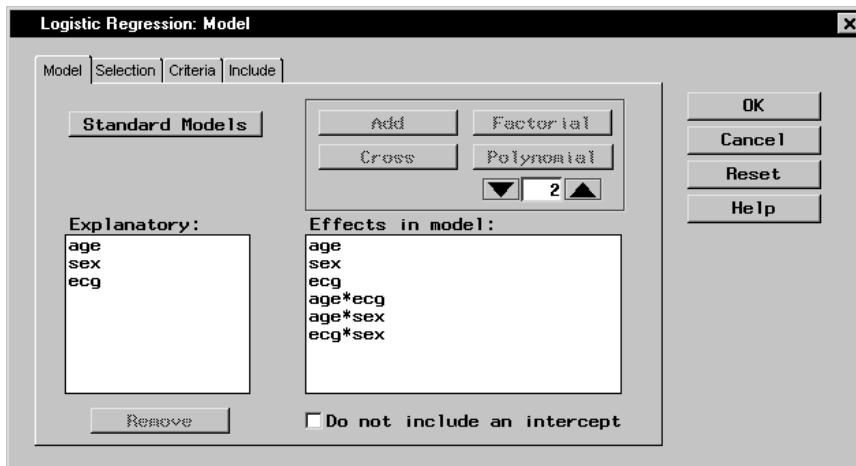 Logistic Regression: Model
Model Selection Criteria Include
Standard Models
Add
Factorial
Cross
Polynomial
2
OK
Cancel
Reset
Help
Explanatory:
age
sex
ecg
Effects in model:
age
sex
ecg
age*ecg
age*sex
ecg*sex
Remove
Do not include an intercept